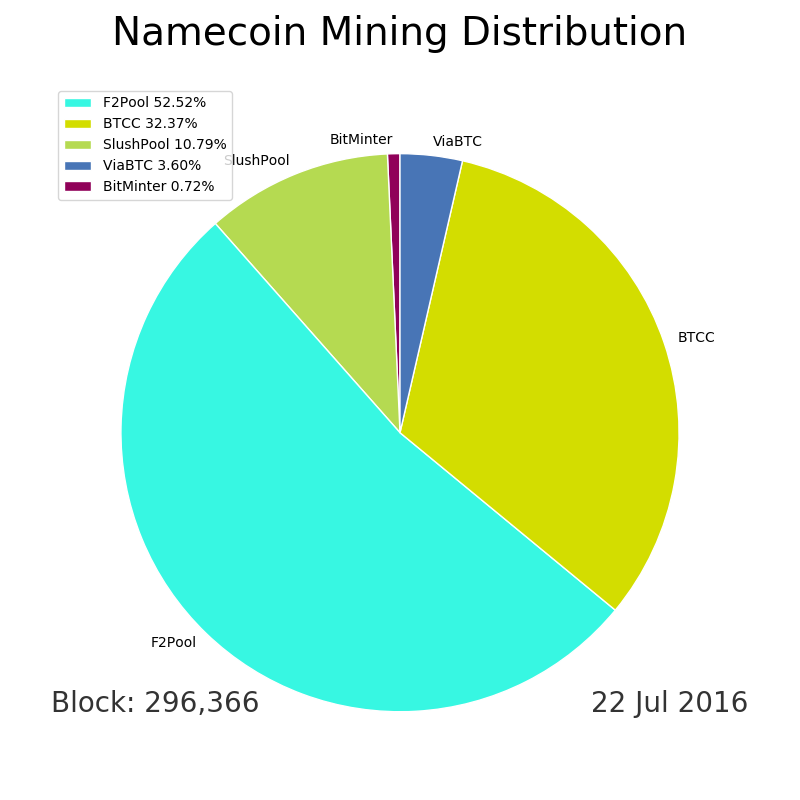 Namecoin Mining Distribution
F2Pool 52.52%
BTCC 32.37%
SlushPool 10.79%
ViaBTC 3.60%
BitMinter 0.72%
BitMinter
ViaBTC
SlushPool
BTCC
F2Pool
Block: 296,366
22 Jul 2016